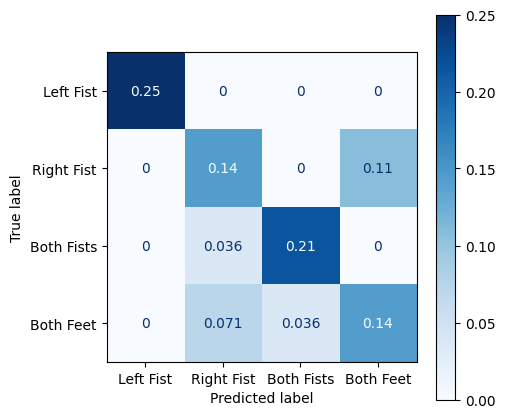 0.25
Left Fist 0.25 0 0 0
0.20
Right Fist 0 0.14 0 0.11
0.15
True label
0.10
Both Fists 0 0.036 0.21 0
0.05
Both Feet 0 0.071 0.036 0.14
0.00
Left Fist Right Fist Both Fists Both Feet
Predicted label